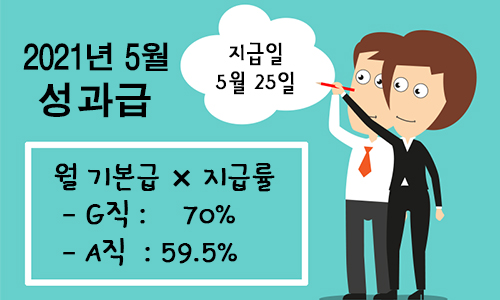 2021년 5월
성과급
지급일
5월 25일
월 기본급 × 지급률
- G직 : 70%
- A직 : 59.5%